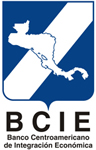 BCIE
Banco Centroamericano
de Integración Económica